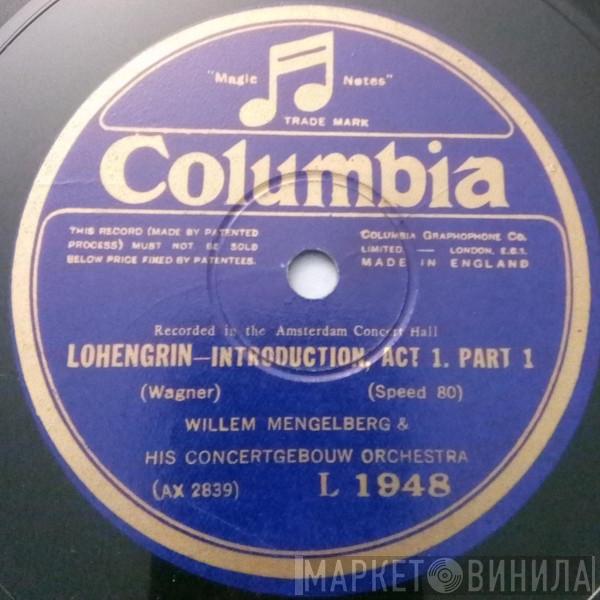 "Magic Notes"
TRADE MARK
Columbia
THIS RECORD (MADE BY PATENTED
PROCESS) MUST NOT BE SOLD
BELOW PRICE FIXED BY PATENTEES.
COLUMBIA GRAPHOPHONE CO.
LIMITED. — LONDON, E.C.1.
MADE IN ENGLAND
Recorded in the Amsterdam Concert Hall
LOHENGRIN—INTRODUCTION, ACT 1. PART 1
(Wagner) (Speed 80)
WILLEM MENGELBERG &
HIS CONCERTGEBOUW ORCHESTRA
(AX 2839) L 1948
МАРКЕТ ВИНИЛА